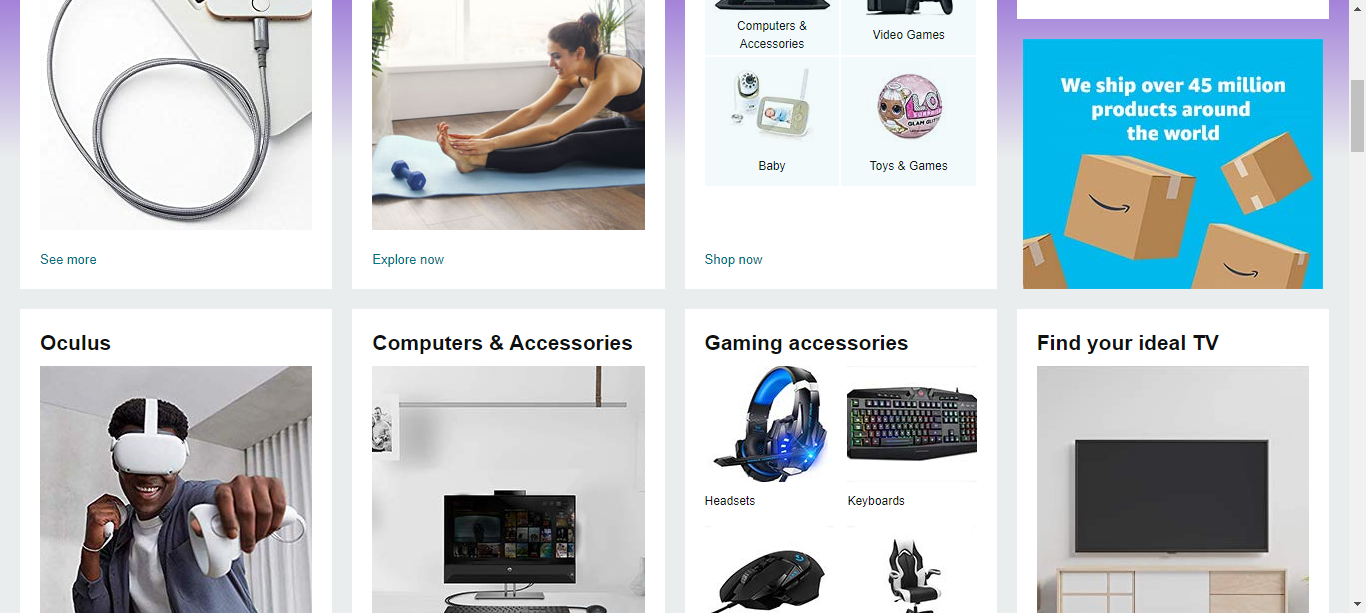 Computers &
Accessories
Video Games
We ship over 45 million
products around
the world
L.O.L.
SURPRISE!
Baby
Toys & Games
See more
Explore now
Shop now
Oculus
Computers & Accessories
Gaming accessories
Find your ideal TV
Headsets
Keyboards